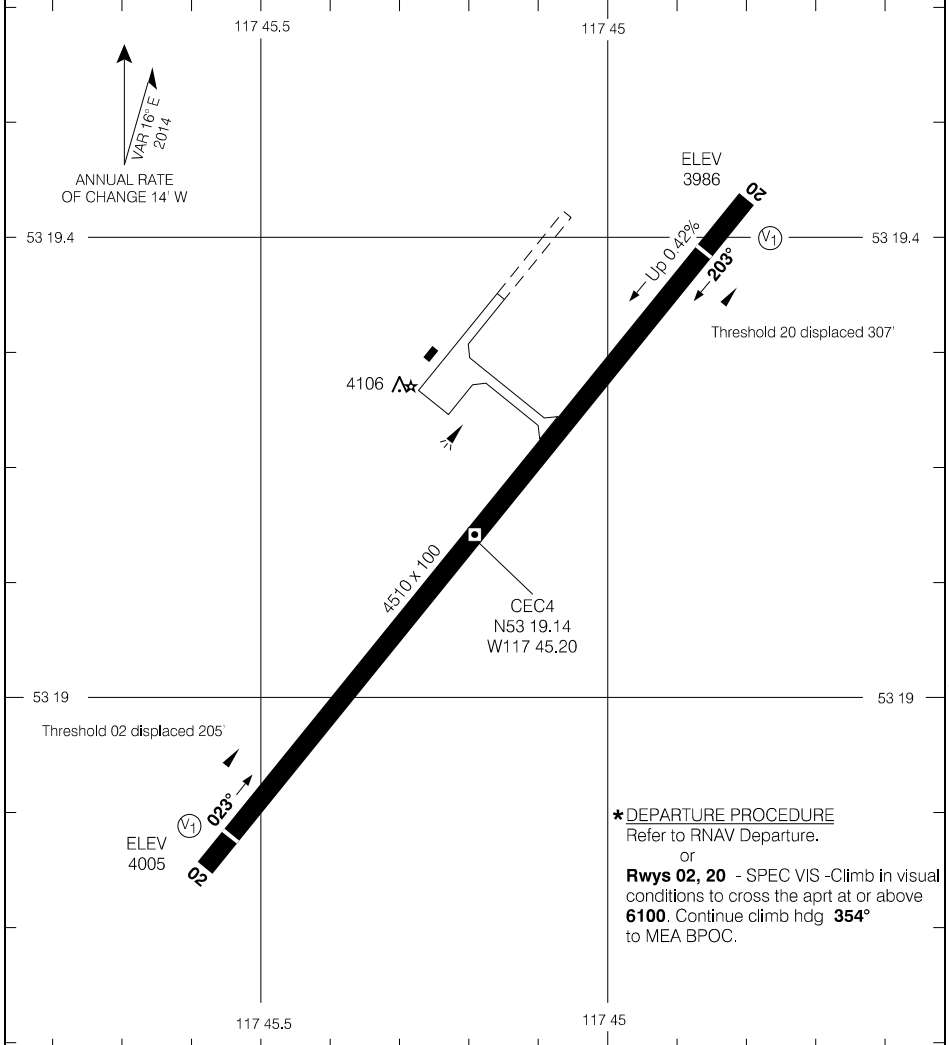 117 45.5
117 45
VAR 16° E
2014
ANNUAL RATE
OF CHANGE 14' W
ELEV
3986
20
53 19.4
53 19.4
V1
Up 0.42%
203°
Threshold 20 displaced 307'
4106
4510 x 100
CEC4
N53 19.14
W117 45.20
53 19
53 19
Threshold 02 displaced 205'
023°
V1
ELEV
4005
02
*DEPARTURE PROCEDURE
Refer to RNAV Departure.
or
Rwys 02, 20 - SPEC VIS -Climb in visual
conditions to cross the aprt at or above
6100. Continue climb hdg 354°
to MEA BPOC.
117 45.5
117 45